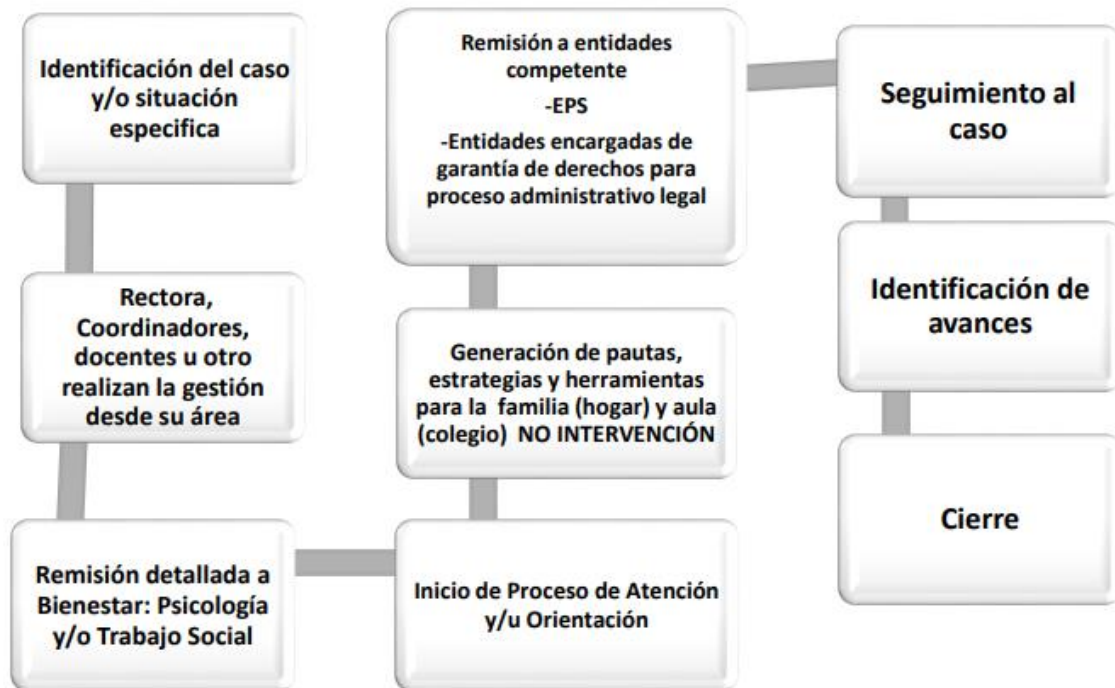 Identificación del caso
y/o situación
especifica
Rectora,
Coordinadores,
docentes u otro
realizan la gestión
desde su área
Remisión detallada a
Bienestar: Psicología
y/o Trabajo Social
Inicio de Proceso de Atención
y/u Orientación
Generación de pautas,
estrategias y herramientas
para la familia (hogar) y aula
(colegio) NO INTERVENCIÓN
Remisión a entidades
competente
-EPS
-Entidades encargadas de
garantía de derechos para
proceso administrativo legal
Seguimiento al
caso
Identificación de
avances
Cierre